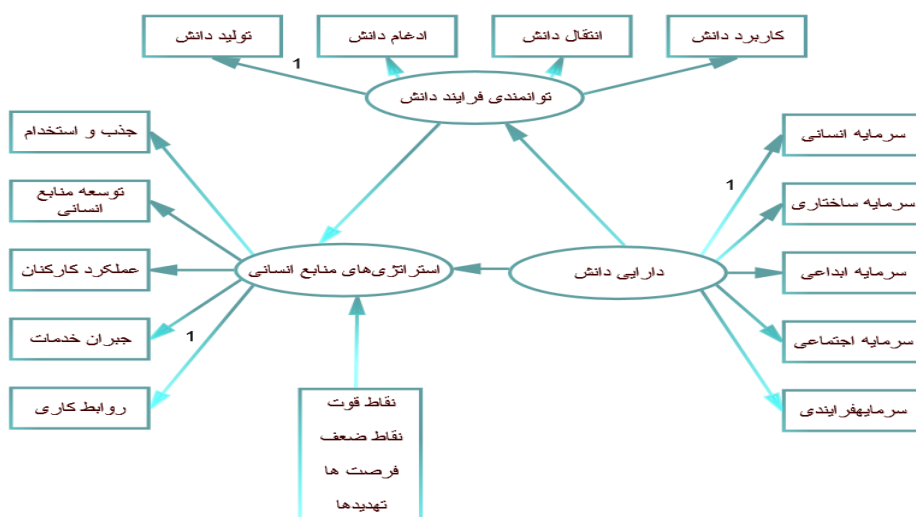 کاربرد دانش
انتقال دانش
ادغام دانش
تولید دانش
1
توانمندی فرایند دانش
سرمایه انسانی
جذب و استخدام
1
سرمایه ساختاری
توسعه منابع
انسانی
سرمایه ابداعی
دارایی دانش
استراتژی‌های منابع انسانی
عملکرد کارکنان
سرمایه اجتماعی
1
جبران خدمات
سرمایهفرایندی
روابط کاری
نقاط قوت
نقاط ضعف
فرصت ها
تهدیدها